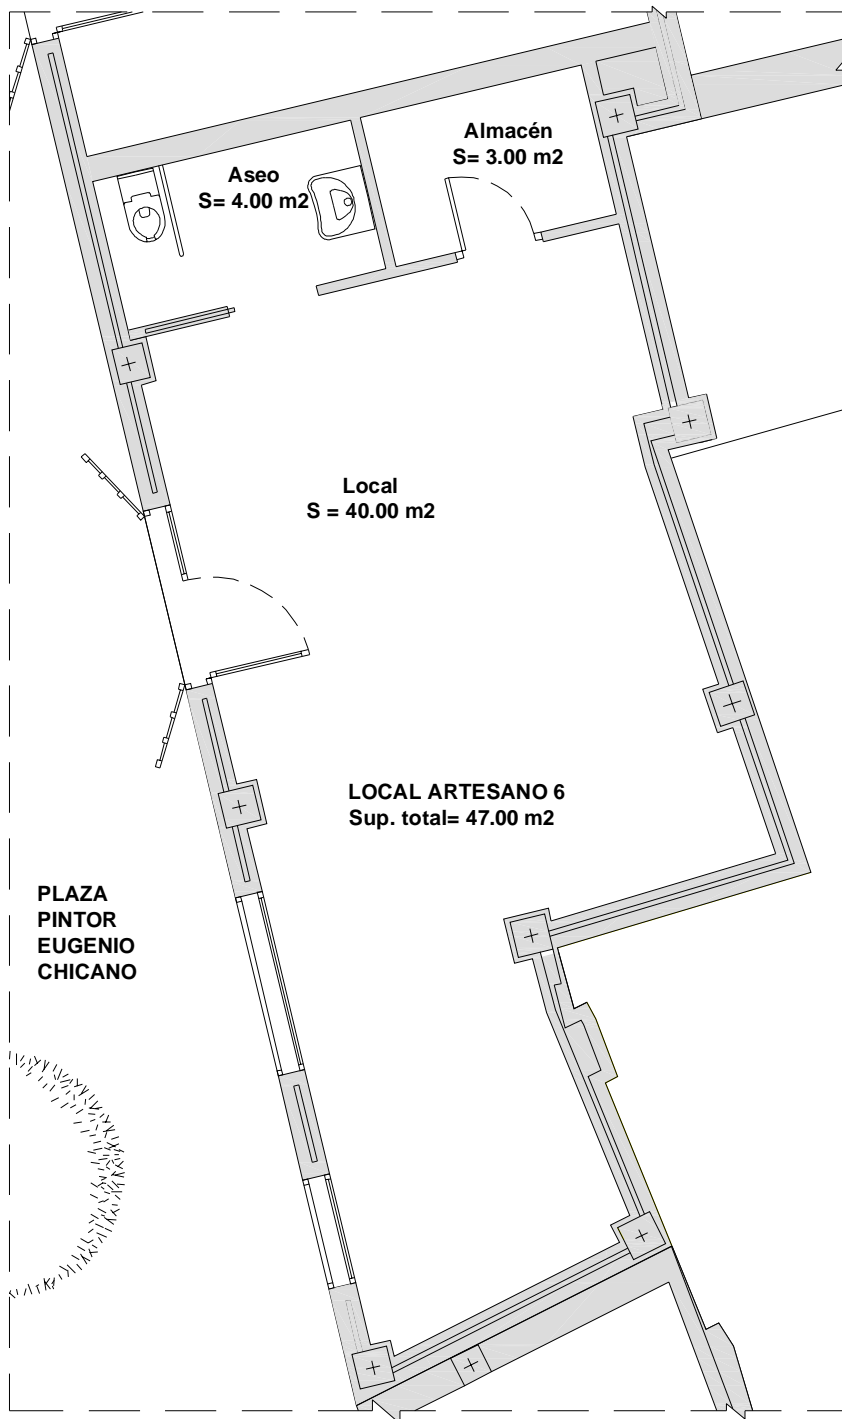 Almacén
S= 3.00 m2
Aseo
S= 4.00 m2
Local
S = 40.00 m2
LOCAL ARTESANO 6
Sup. total= 47.00 m2
PLAZA
PINTOR
EUGENIO
CHICANO